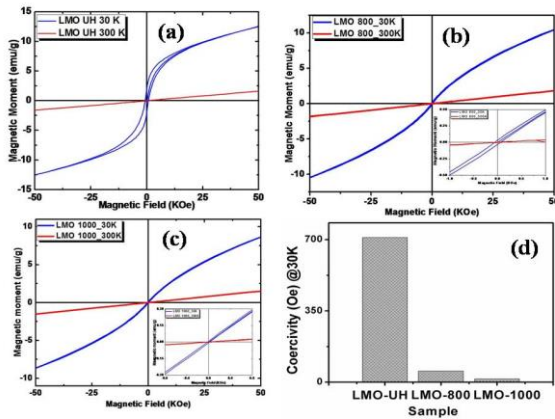 LMO UH 30 K
LMO UH 300 K
(a)
Magnetic Moment (emu/g)
15
10
5
0
-5
-10
-15
-50 -25 0 25 50
Magnetic Field (KOe)
LMO 800_30K
LMO 800_300K
(b)
Magnetic Moment (emu/g)
10
5
0
-5
-10
-50 -25 0 25 50
Magnetic Field (KOe)
LMO 1000_30K
LMO 1000_300K
(c)
Magnetic moment (emu/g)
10
5
0
-5
-10
-50 -25 0 25 50
Magnetic Field (KOe)
(d)
Coercivity (Oe) @30K
700
350
0
LMO-UH LMO-800 LMO-1000
Sample